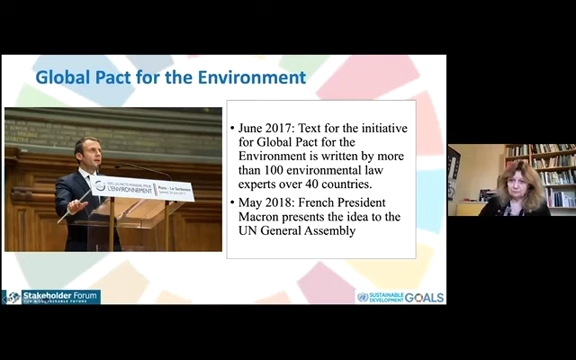 Global Pact for the Environment
L'ENVIRONNEMENT
Paris - La Sorbonne
• June 2017: Text for the initiative
for Global Pact for the
Environment is written by more
than 100 environmental law
experts over 40 countries.
• May 2018: French President
Macron presents the idea to the
UN General Assembly
Stakeholder Forum
SUSTAINABLE
DEVELOPMENT
GOALS